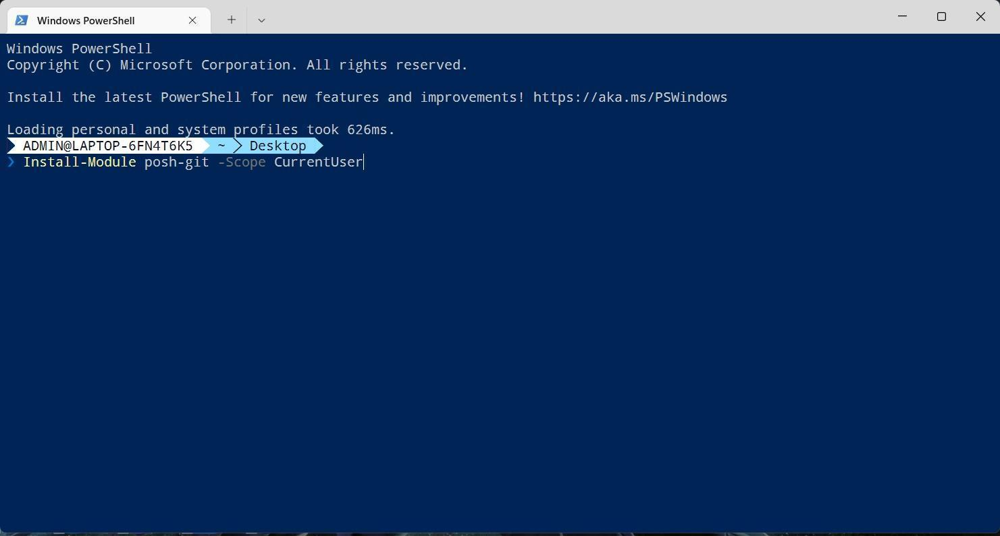 Windows PowerShell
Windows PowerShell
Copyright (C) Microsoft Corporation. All rights reserved.
Install the latest PowerShell for new features and improvements! https://aka.ms/PSWindows
Loading personal and system profiles took 626ms.
ADMIN@LAPTOP-6FN4T6K5 ~ Desktop
❯ Install-Module posh-git -Scope CurrentUser